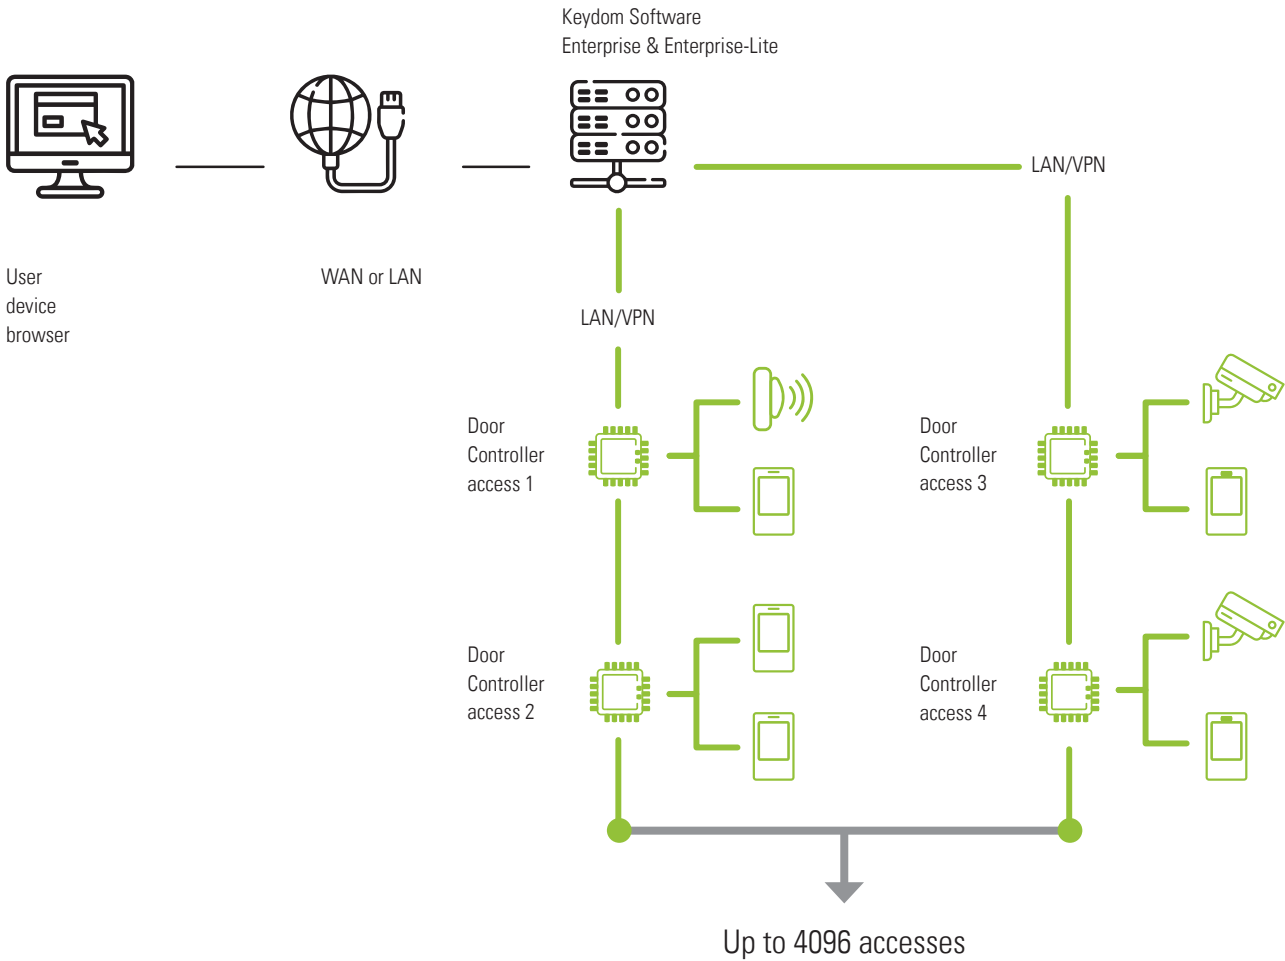 Keydom Software
Enterprise & Enterprise-Lite
LAN/VPN
User
device
browser
WAN or LAN
LAN/VPN
Door
Controller
access 1
Door
Controller
access 3
Door
Controller
access 2
Door
Controller
access 4
Up to 4096 accesses